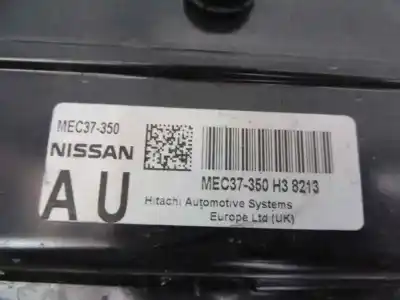 MEC37-350
NISSAN
AU
MEC37-350 H3 8213
Hitachi Automotive Systems
Europe Ltd (UK)